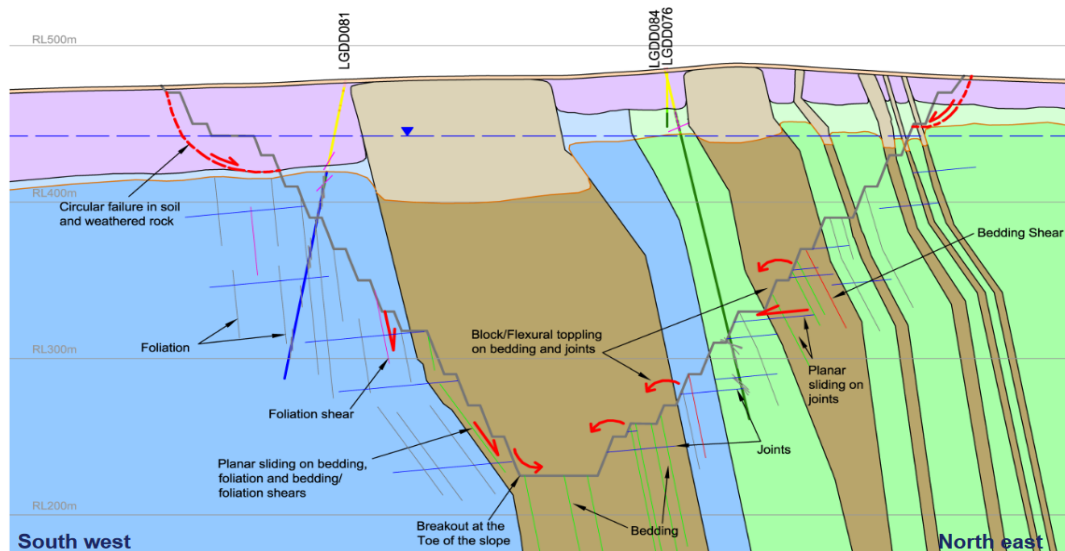 LGDD081
LGDD084
LGDD076
RL500m
RL400m
Circular failure in soil
and weathered rock
Bedding Shear
Foliation
Block/Flexural toppling
on bedding and joints
RL300m
Planar
sliding on
joints
Foliation shear
Joints
Planar sliding on bedding,
foliation and bedding/
foliation shears
RL200m
Breakout at the
Toe of the slope
Bedding
South west
North east